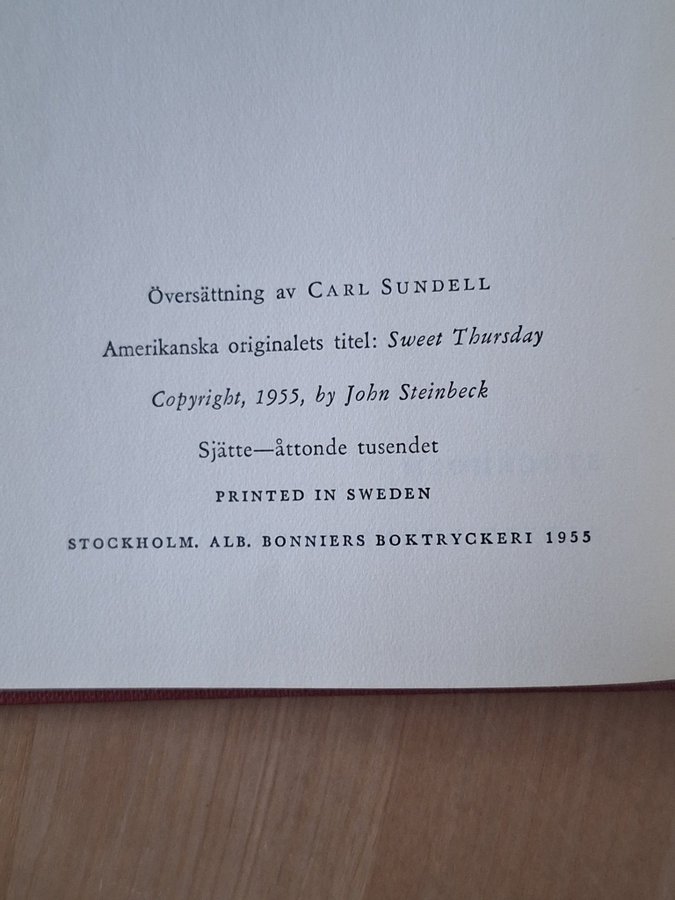 Översättning av CARL SUNDELL
Amerikanska originalets titel: Sweet Thursday
Copyright, 1955, by John Steinbeck
Sjätte—åttonde tusendet
PRINTED IN SWEDEN
STOCKHOLM. ALB. BONNIERS BOKTRYCKERI 1955